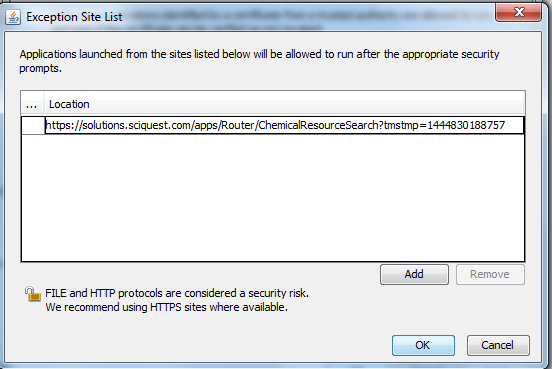 Exception Site List
Applications launched from the sites listed below will be allowed to run after the appropriate security
prompts.
... Location
https://solutions.sciquest.com/apps/Router/ChemicalResourceSearch?tmstmp=1444830188757
Add Remove
FILE and HTTP protocols are considered a security risk.
We recommend using HTTPS sites where available.
OK Cancel